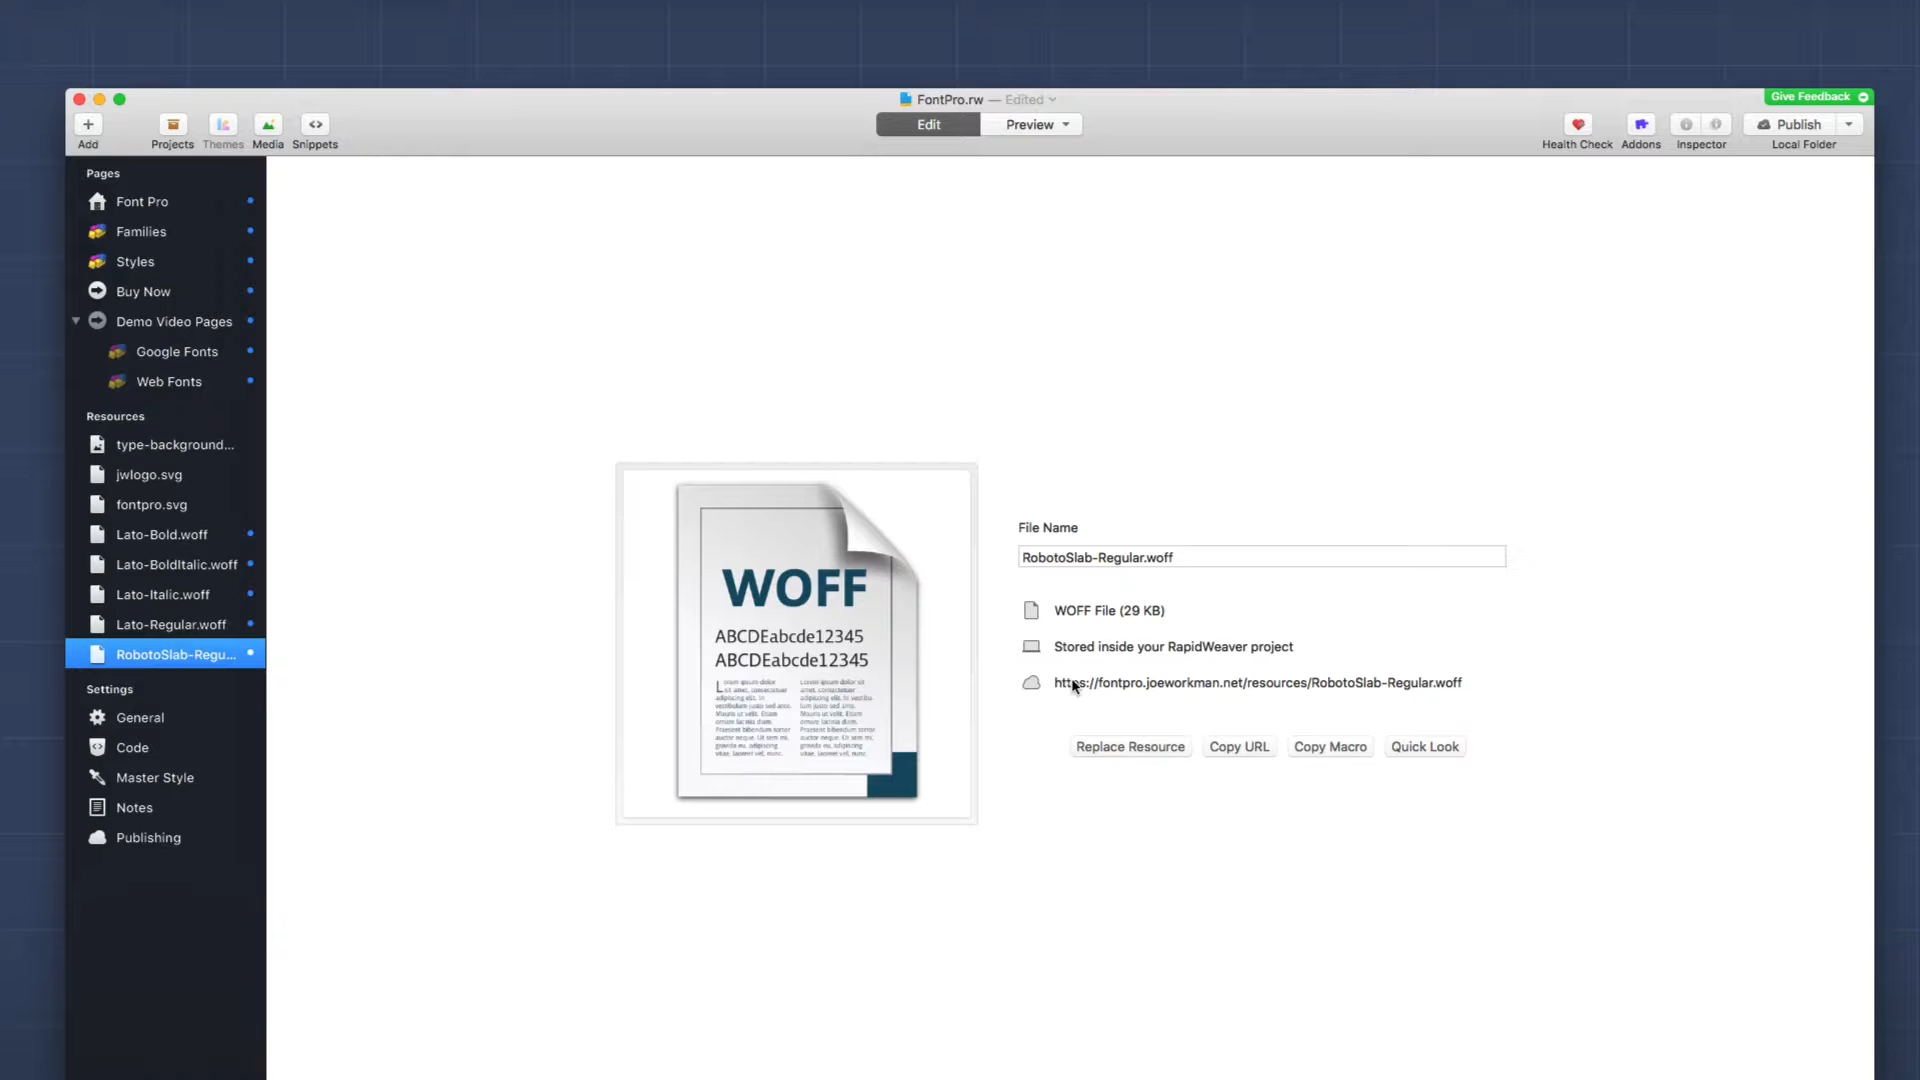 FontPro.rw — Edited
Give Feedback
Add
Projects
Themes
Media
Snippets
Edit
Preview
Health Check
Addons
Inspector
Publish
Local Folder
Pages
Font Pro
Families
Styles
Buy Now
Demo Video Pages
Google Fonts
Web Fonts
Resources
type-background...
jwlogo.svg
fontpro.svg
Lato-Bold.woff
Lato-BoldItalic.woff
Lato-Italic.woff
Lato-Regular.woff
RobotoSlab-Regu...
Settings
General
Code
Master Style
Notes
Publishing
WOFF
ABCDEabcde12345
ABCDEabcde12345
File Name
RobotoSlab-Regular.woff
WOFF File (29 KB)
Stored inside your RapidWeaver project
https://fontpro.joeworkman.net/resources/RobotoSlab-Regular.woff
Replace Resource
Copy URL
Copy Macro
Quick Look